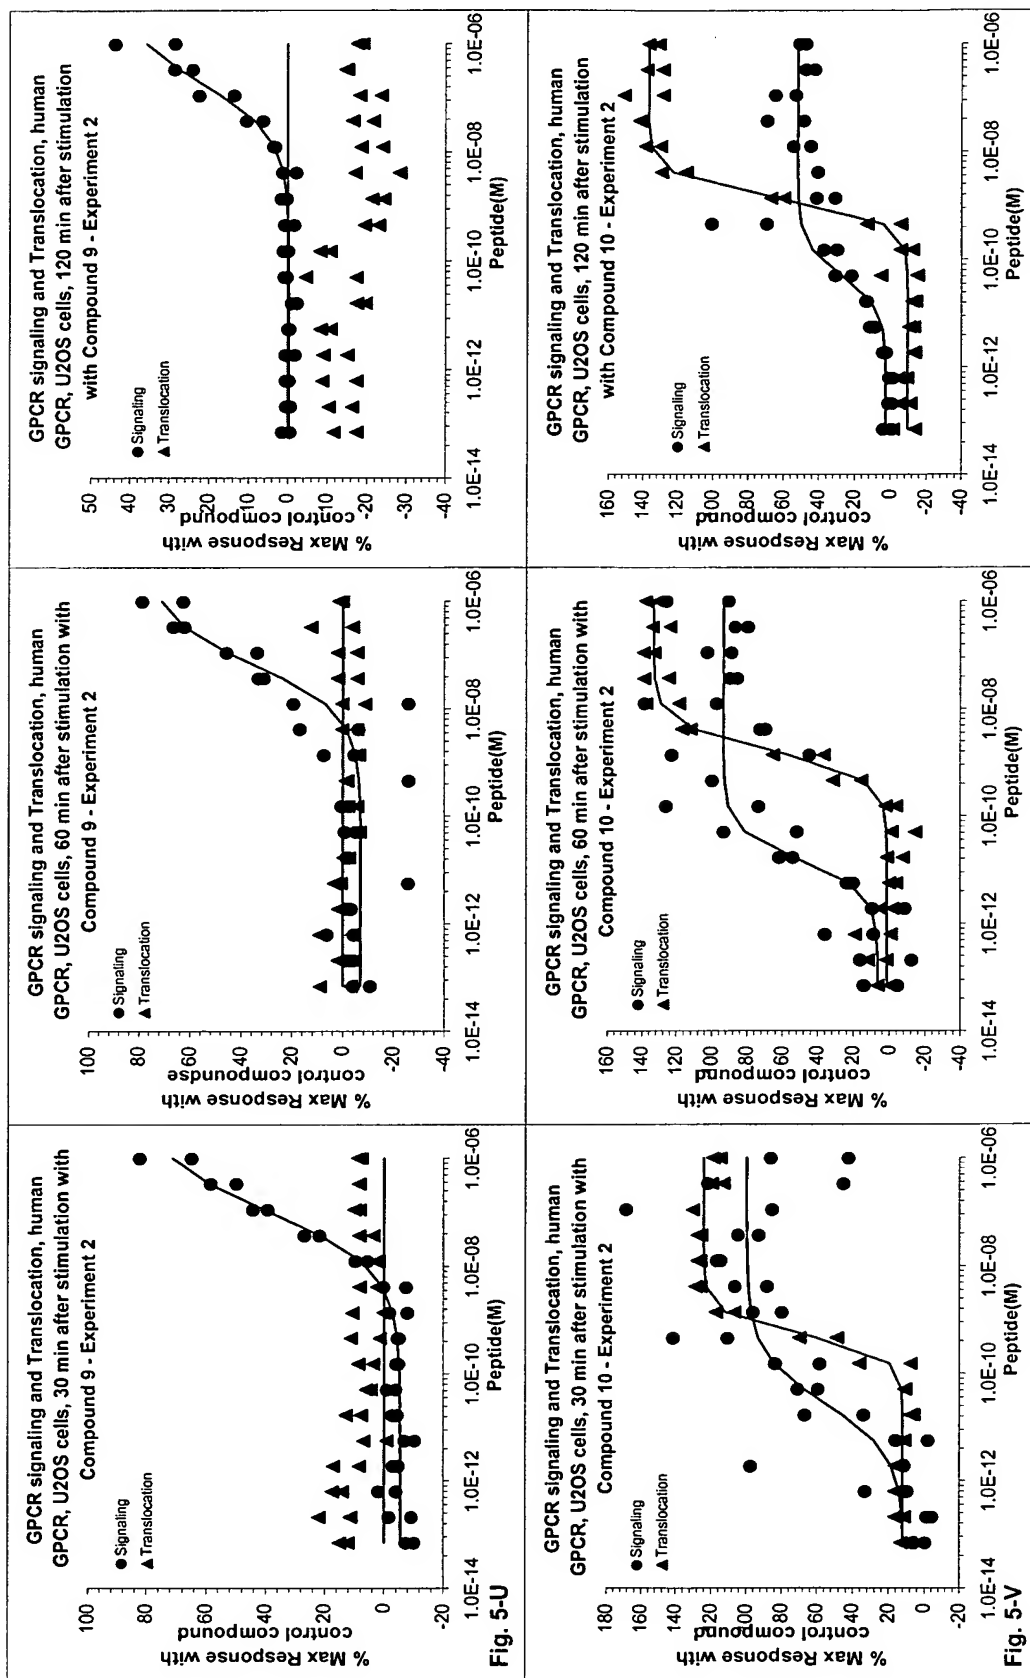 GPCR signaling and Translocation, human
GPCR, U2OS cells, 30 min after stimulation with
Compound 9 - Experiment 2
% Max Response with
control compound
100
80
60
40
20
0
-20
●Signaling
▲Translocation
1.0E-14 1.0E-12 1.0E-10 1.0E-08 1.0E-06
Peptide(M)
Fig. 5-U
GPCR signaling and Translocation, human
GPCR, U2OS cells, 60 min after stimulation with
Compound 9 - Experiment 2
% Max Response with
control compoundse
100
80
60
40
20
0
-20
-40
●Signaling
▲Translocation
1.0E-14 1.0E-12 1.0E-10 1.0E-08 1.0E-06
Peptide(M)
GPCR signaling and Translocation, human
GPCR, U2OS cells, 120 min after stimulation
with Compound 9 - Experiment 2
% Max Response with
control compound
50
40
30
20
10
0
-10
-20
-30
-40
●Signaling
▲Translocation
1.0E-14 1.0E-12 1.0E-10 1.0E-08 1.0E-06
Peptide(M)
GPCR signaling and Translocation, human
GPCR, U2OS cells, 30 min after stimulation with
Compound 10 - Experiment 2
% Max Response with
control compound
180
160
140
120
100
80
60
40
20
0
-20
●Signaling
▲Translocation
1.0E-14 1.0E-12 1.0E-10 1.0E-08 1.0E-06
Peptide(M)
Fig. 5-V
GPCR signaling and Translocation, human
GPCR, U2OS cells, 60 min after stimulation with
Compound 10 - Experiment 2
% Max Response with
control compound
160
140
120
100
80
60
40
20
0
-20
-40
●Signaling
▲Translocation
1.0E-14 1.0E-12 1.0E-10 1.0E-08 1.0E-06
Peptide(M)
GPCR signaling and Translocation, human
GPCR, U2OS cells, 120 min after stimulation
with Compound 10 - Experiment 2
% Max Response with
control compound
160
140
120
100
80
60
40
20
0
-20
-40
●Signaling
▲Translocation
1.0E-14 1.0E-12 1.0E-10 1.0E-08 1.0E-06
Peptide(M)